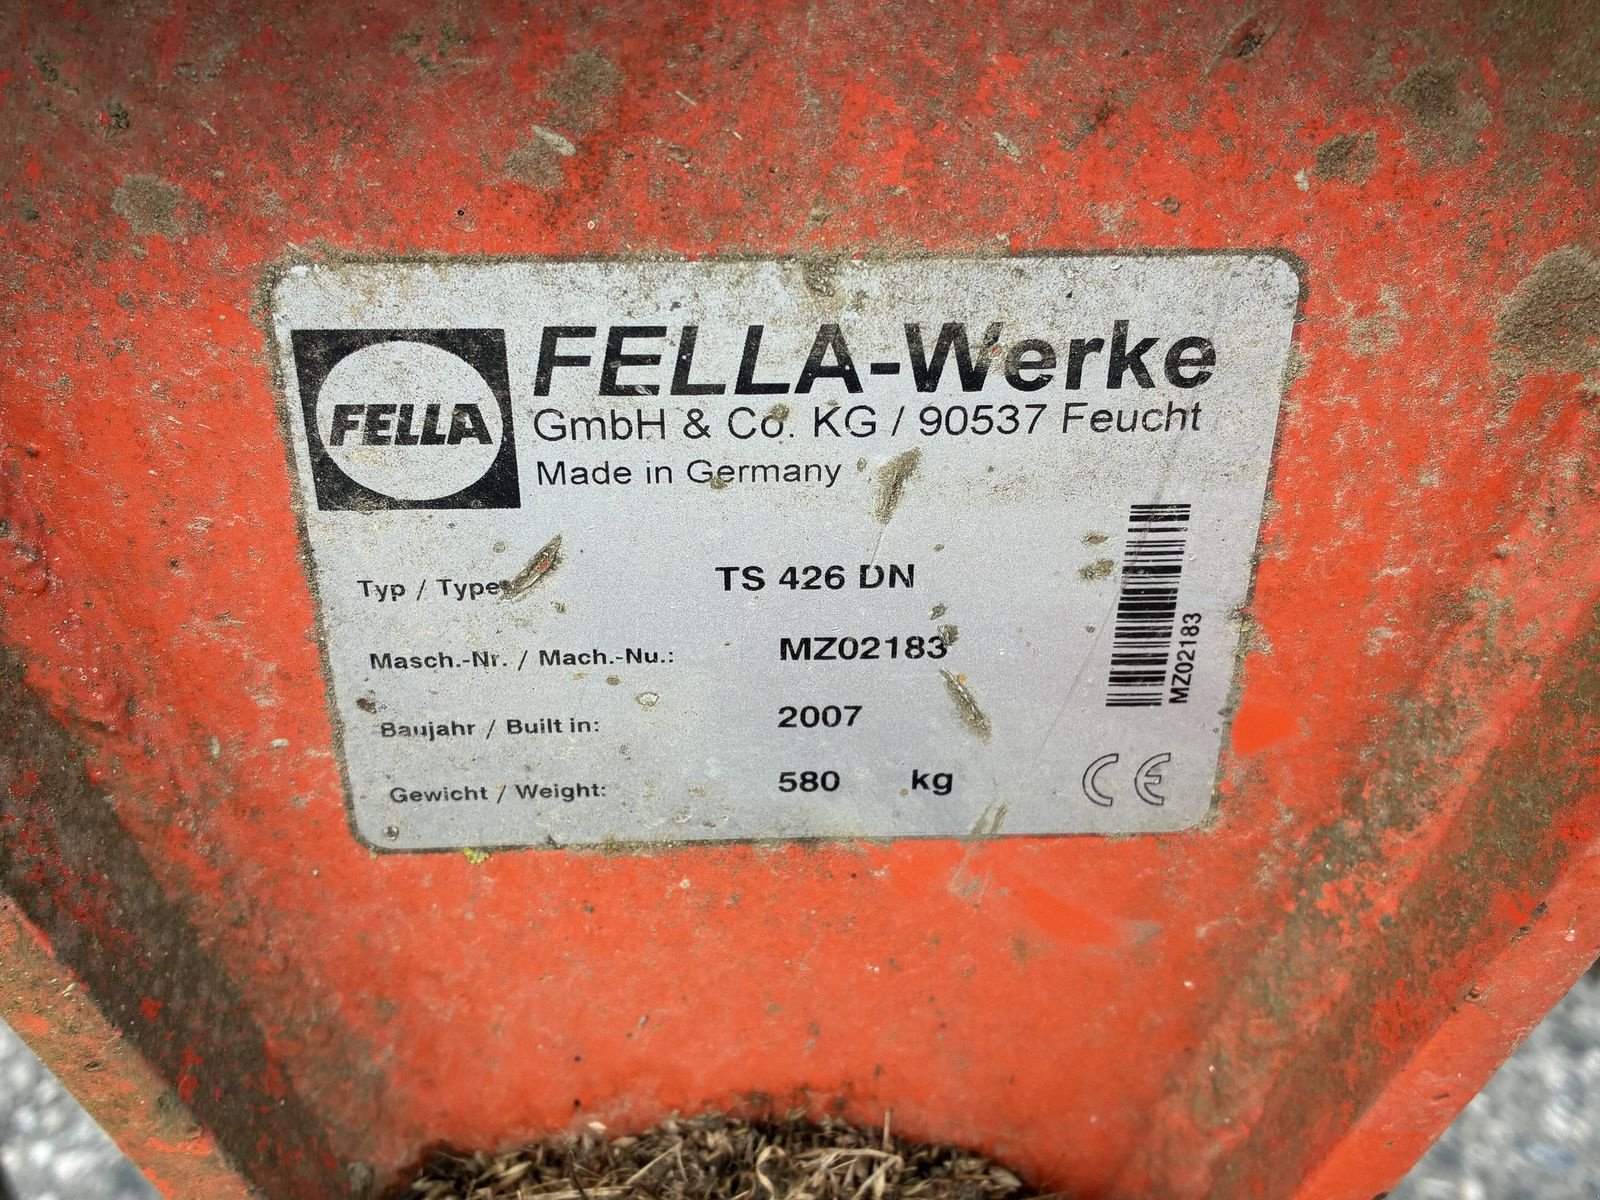 FELLA
FELLA-Werke
GmbH & Co. KG / 90537 Feucht
Made in Germany
Typ / Type: TS 426 DN
Masch.-Nr. / Mach.-Nu.: MZ02183
Baujahr / Built in: 2007
Gewicht / Weight: 580 kg
MZ02183
CE